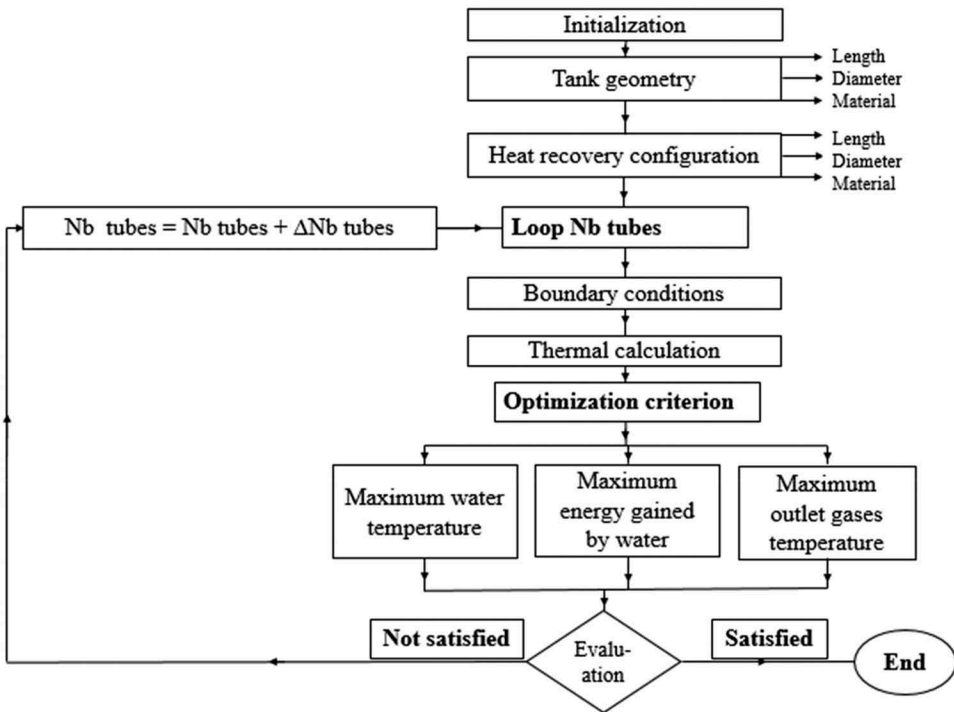 Initialization
Tank geometry
Length
Diameter
Material
Heat recovery configuration
Length
Diameter
Material
Nb tubes = Nb tubes + ΔNb tubes
Loop Nb tubes
Boundary conditions
Thermal calculation
Optimization criterion
Maximum water
temperature
Maximum
energy gained
by water
Maximum
outlet gases
temperature
Not satisfied
Evalu-
ation
Satisfied
End